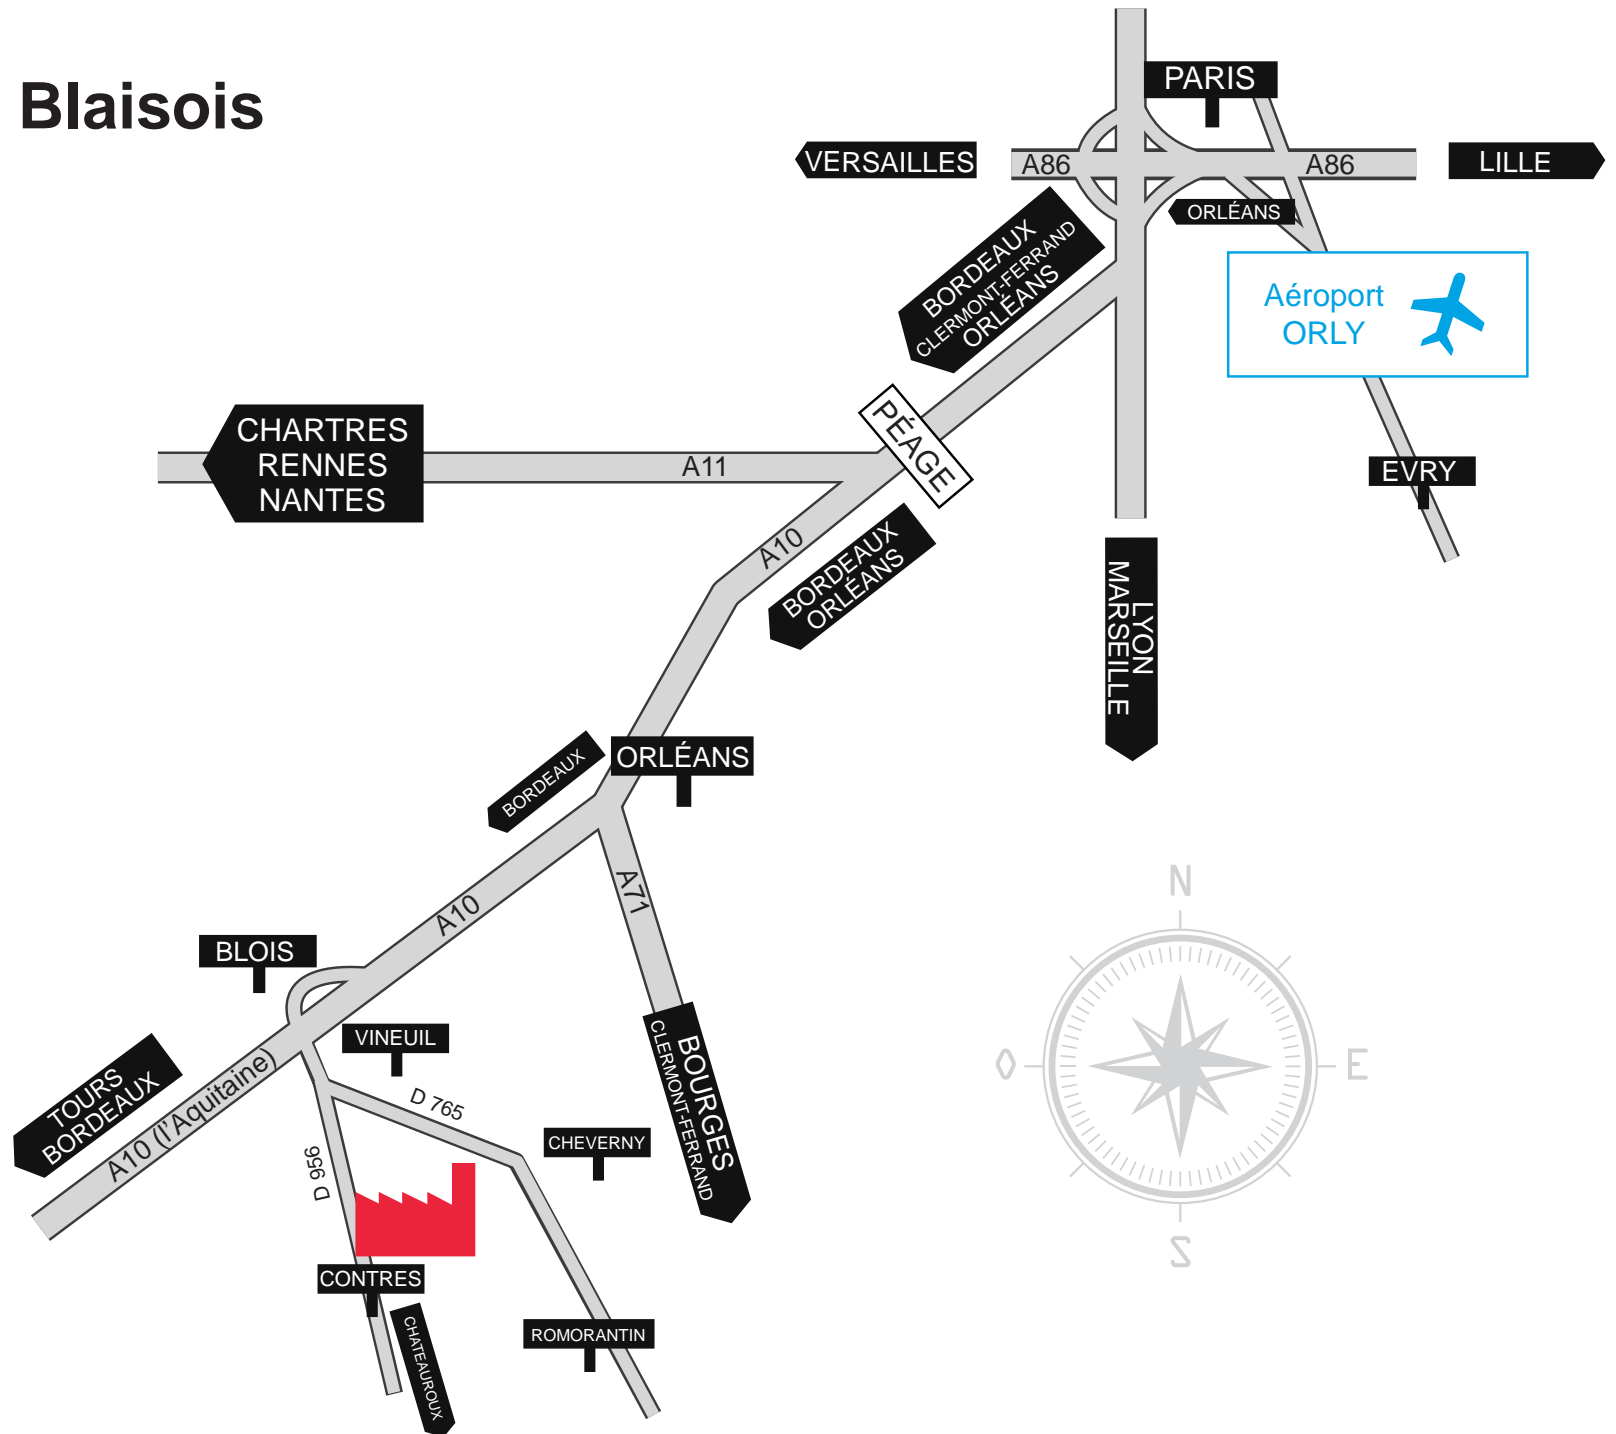 Blaisois
PARIS
VERSAILLES
A86
A86
LILLE
ORLÉANS
BORDEAUX
CLERMONT-FERRAND
ORLÉANS
Aéroport
ORLY
PÉAGE
CHARTRES
RENNES
NANTES
A11
EVRY
A10
BORDEAUX
ORLÉANS
LYON
MARSEILLE
BORDEAUX
ORLÉANS
A71
A10
BLOIS
VINEUIL
TOURS
BORDEAUX
A10 (l'Aquitaine)
D 765
D 956
CHEVERNY
BOURGES
CLERMONT-FERRAND
CONTRES
CHATEAUROUX
ROMORANTIN
N
O
E
S